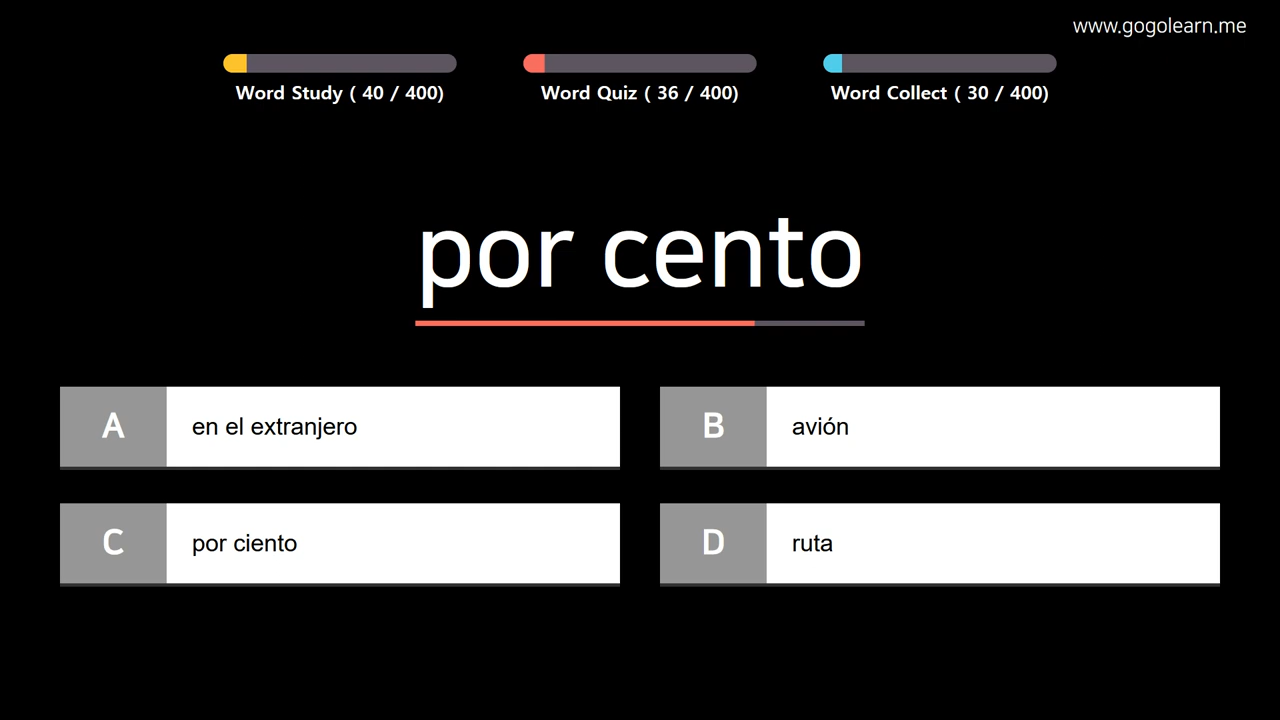 www.gogolearn.me
Word Study ( 40 / 400)
Word Quiz ( 36 / 400)
Word Collect ( 30 / 400)
por cento
A en el extranjero
B avión
C por ciento
D ruta